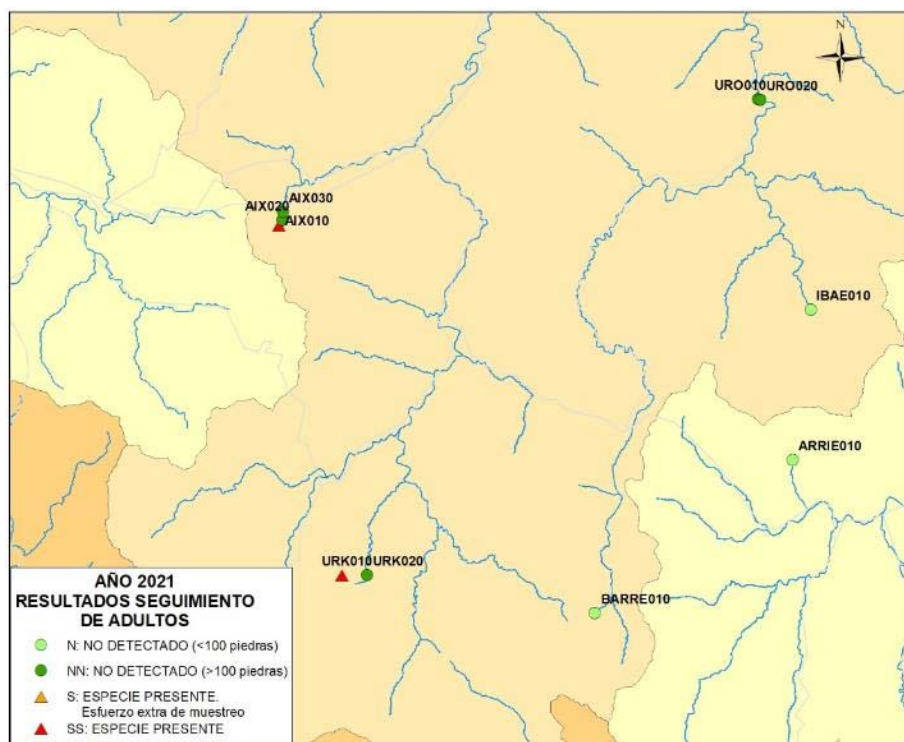 N
URO010URO020
AIX030
AIX020
AIX010
IBAE010
ARRIE010
URK010URK020
BARRE010
AÑO 2021
RESULTADOS SEGUIMIENTO
DE ADULTOS
N: NO DETECTADO (<100 piedras)
NN: NO DETECTADO (>100 piedras)
S: ESPECIE PRESENTE.
Esfuerzo extra de muestreo
SS: ESPECIE PRESENTE